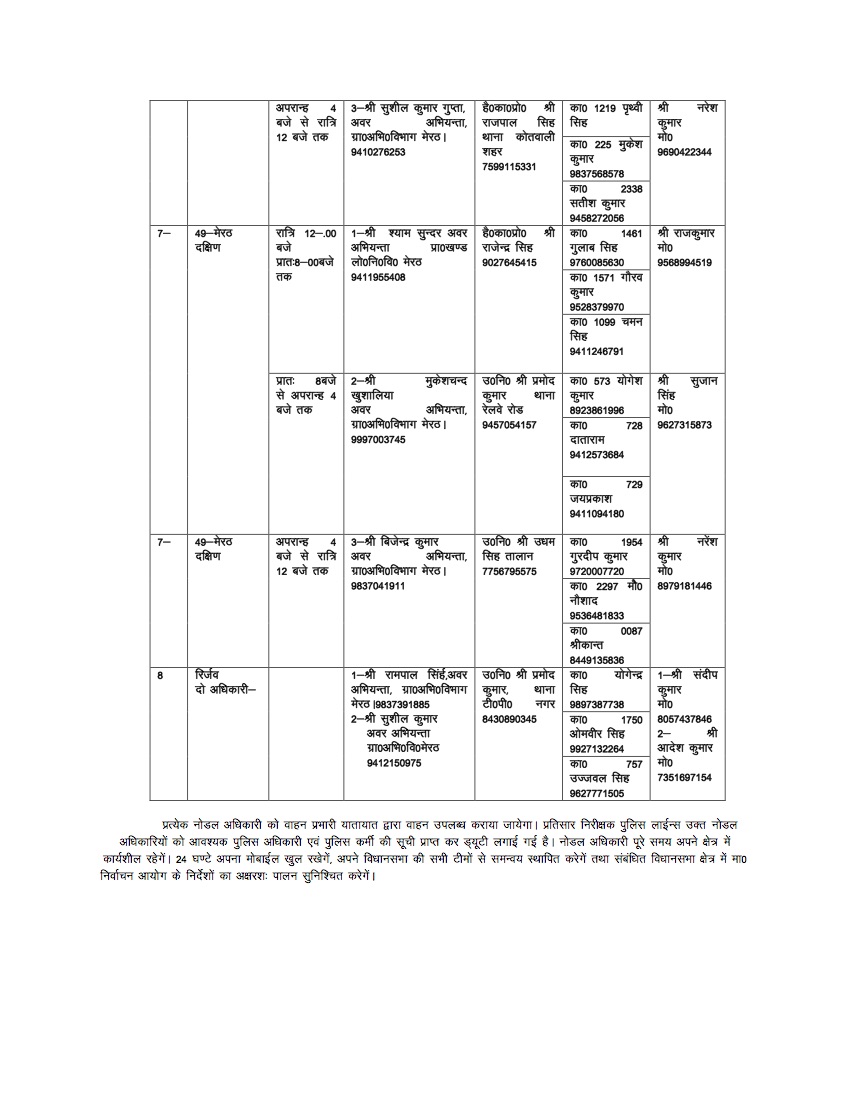 अपरान्ह 4
बजे से रात्रि
12 बजे तक
3–श्री सुशील कुमार गुप्ता,
अवर अभियन्ता,
ग्रा0अभि0विभाग मेरठ।
9410276253
है0का0प्रो0 श्री
राजपाल सिह
थाना कोतवाली
शहर
7599115331
का0 1219 पृथ्वी
सिह
का0 225 मुकेश
कुमार
9837568578
का0 2338
सतीश कुमार
9458272056
श्री नरेश
कुमार
मो0
9690422344
7–
49–मेरठ
दक्षिण
रात्रि 12–.00
बजे
प्रातः8–00बजे
तक
1–श्री श्याम सुन्दर अवर
अभियन्ता प्रा0खण्ड
लो0नि0वि0 मेरठ
9411955408
है0का0प्रो0 श्री
राजेन्द्र सिह
9027645415
का0 1461
गुलाब सिह
9760085630
का0 1571 गौरव
कुमार
9528379970
का0 1099 चमन
सिह
9411246791
श्री राजकुमार
मो0
9568994519
प्रातः 8बजे
से अपरान्ह 4
बजे तक
2–श्री मुकेशचन्द
खुशालिया
अवर अभियन्ता,
ग्रा0अभि0विभाग मेरठ।
9997003745
उ0नि0 श्री प्रमोद
कुमार थाना
रेलवे रोड
9457054157
का0 573 योगेश
कुमार
8923861996
का0 728
दाताराम
9412573684
का0 729
जयप्रकाश
9411094180
श्री सुजान
सिंह
मो0
9627315873
7–
49–मेरठ
दक्षिण
अपरान्ह 4
बजे से रात्रि
12 बजे तक
3–श्री बिजेन्द्र कुमार
अवर अभियन्ता,
ग्रा0अभि0विभाग मेरठ।
9837041911
उ0नि0 श्री उधम
सिह तालान
7756795575
का0 1954
गुरदीप कुमार
9720007720
का0 2297 मौ0
नौशाद
9536481833
का0 0087
श्रीकान्त
8449135836
श्री नरेंश
कुमार
मो0
8979181446
8
रिर्जव
दो अधिकारी–
1–श्री रामपाल सिंर्ह,अवर
अभियन्ता, ग्रा0अभि0विभाग
मेरठ।9837391885
2–श्री सुशील कुमार
अवर अभियन्ता
ग्रा0अभि0वि0मेरठ
9412150975
उ0नि0 श्री प्रमोद
कुमार, थाना
टी0पी0 नगर
8430890345
का0 योगेन्द्र
सिह
9897387738
का0 1750
ओमवीर सिह
9927132264
का0 757
उज्जवल सिह
9627771505
1–श्री संदीप
कुमार
मो0
8057437846
2– श्री
आदेश कुमार
मो0
7351697154
प्रत्येक नोडल अधिकारी को वाहन प्रभारी यातायात द्वारा वाहन उपलब्ध कराया जायेगा। प्रतिसार निरीक्षक पुलिस लाईन्स उक्त नोडल
अधिकारियों को आवश्यक पुलिस अधिकारी एवं पुलिस कर्मी की सूची प्राप्त कर ड्यूटी लगाई गई है। नोडल अधिकारी पूरे समय अपने क्षेत्र में
कार्यशील रहेगें। 24 घण्टे अपना मोबाईल खुल रखेगें, अपने विधानसभा की सभी टीमों से समन्वय स्थापित करेगें तथा संबंधित विधानसभा क्षेत्र में मा0
निर्वाचन आयोग के निर्देशों का अक्षरशः पालन सुनिश्चित करेगें।